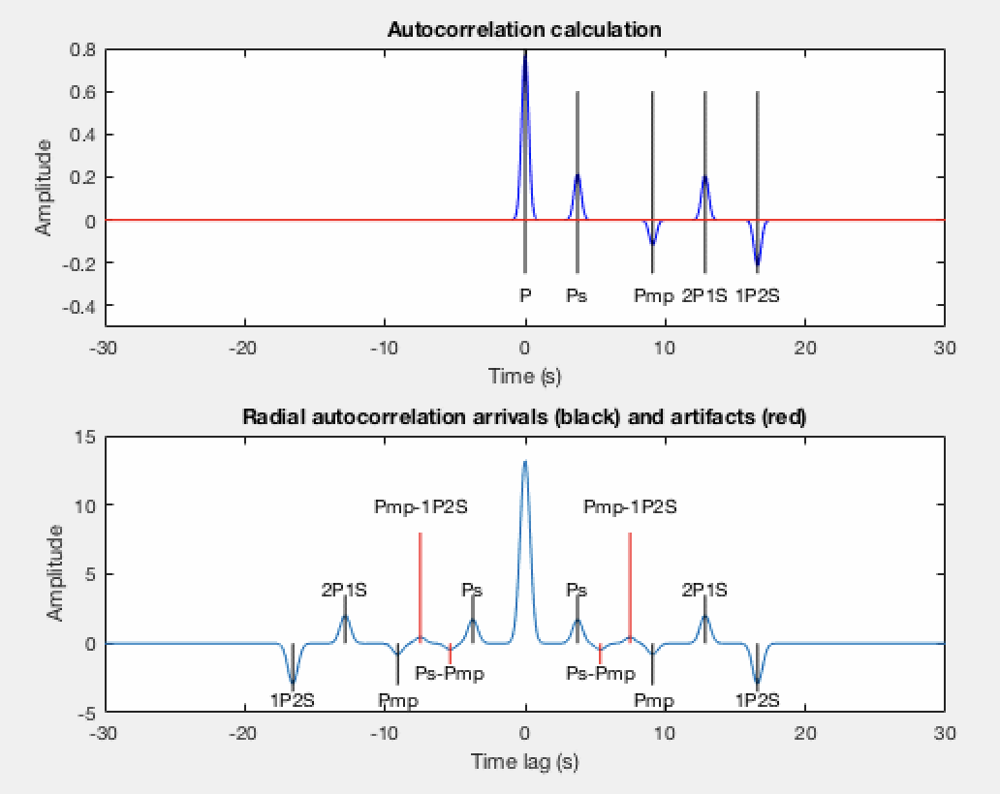 Autocorrelation calculation
0.8
0.6
0.4
0.2
0
-0.2
-0.4
Amplitude
P Ps Pmp 2P1S 1P2S
-30 -20 -10 0 10 20 30
Time (s)
Radial autocorrelation arrivals (black) and artifacts (red)
15
10
5
0
-5
Amplitude
Pmp-1P2S Pmp-1P2S
2P1S Ps Ps 2P1S
Ps-Pmp Ps-Pmp
1P2S Pmp Pmp 1P2S
-30 -20 -10 0 10 20 30
Time lag (s)